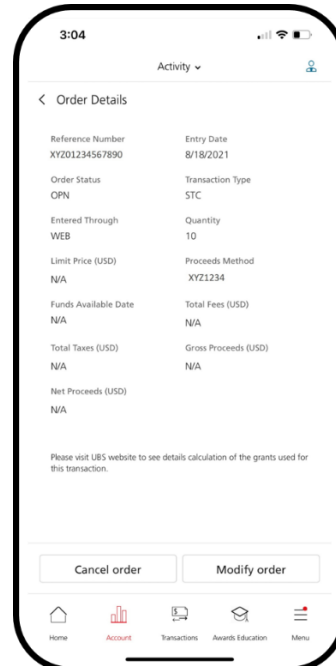 3:04
Activity
Order Details
Reference Number Entry Date
XYZ01234567890 8/18/2021
Order Status Transaction Type
OPN STC
Entered Through Quantity
WEB 10
Limit Price (USD) Proceeds Method
N/A XYZ1234
Funds Available Date Total Fees (USD)
N/A N/A
Total Taxes (USD) Gross Proceeds (USD)
N/A N/A
Net Proceeds (USD)
N/A
Please visit UBS website to see details calculation of the grants used for
this transaction.
Cancel order Modify order
Home Account Transactions Awards Education Menu